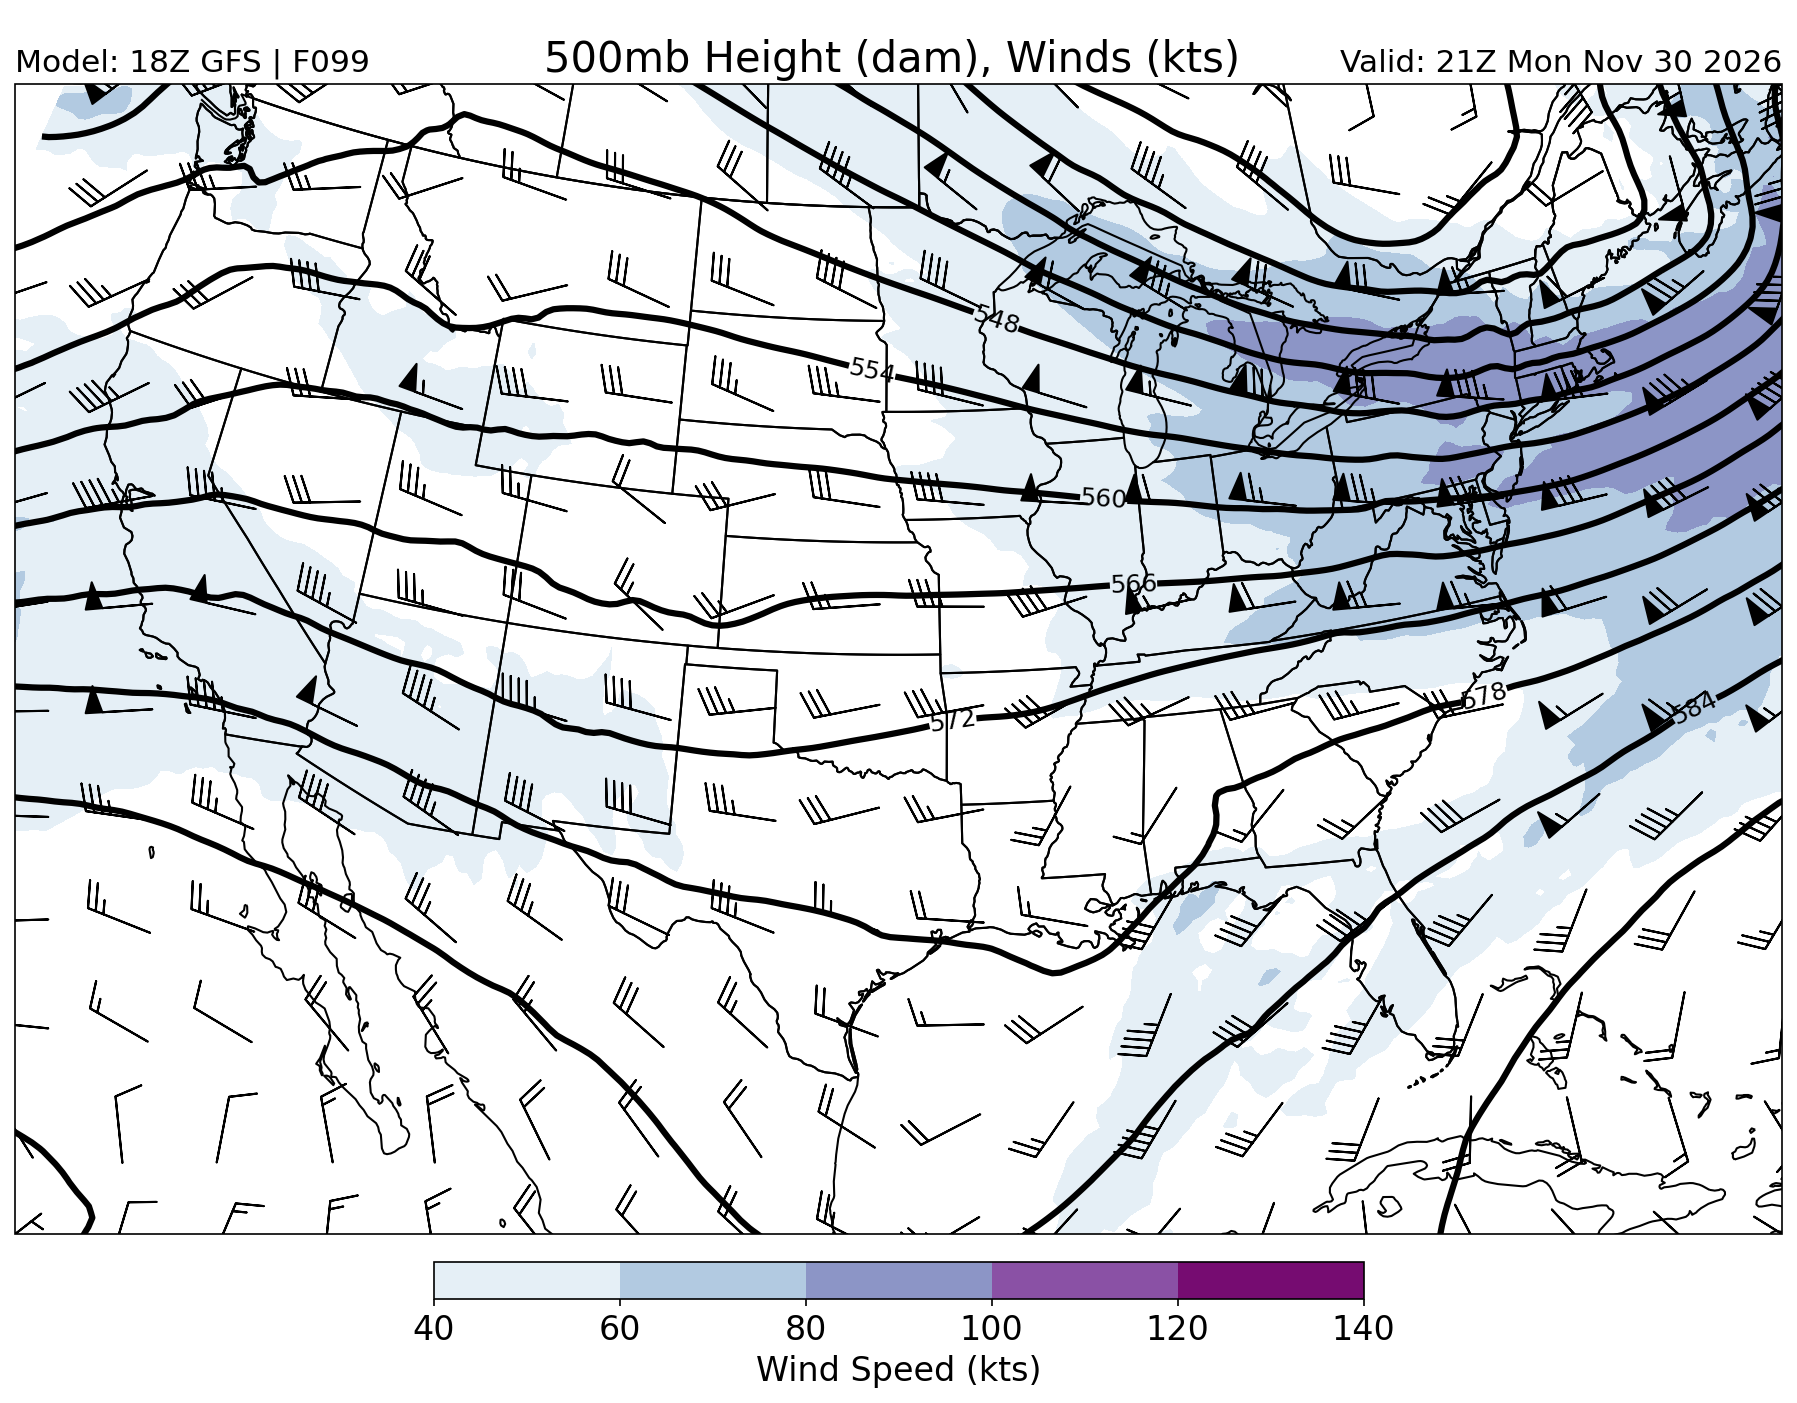 Model: 18Z GFS | F099
500mb Height (dam), Winds (kts)
Valid: 21Z Mon Nov 30 2026
548
554
560
566
572
578
584
40 60 80 100 120 140
Wind Speed (kts)